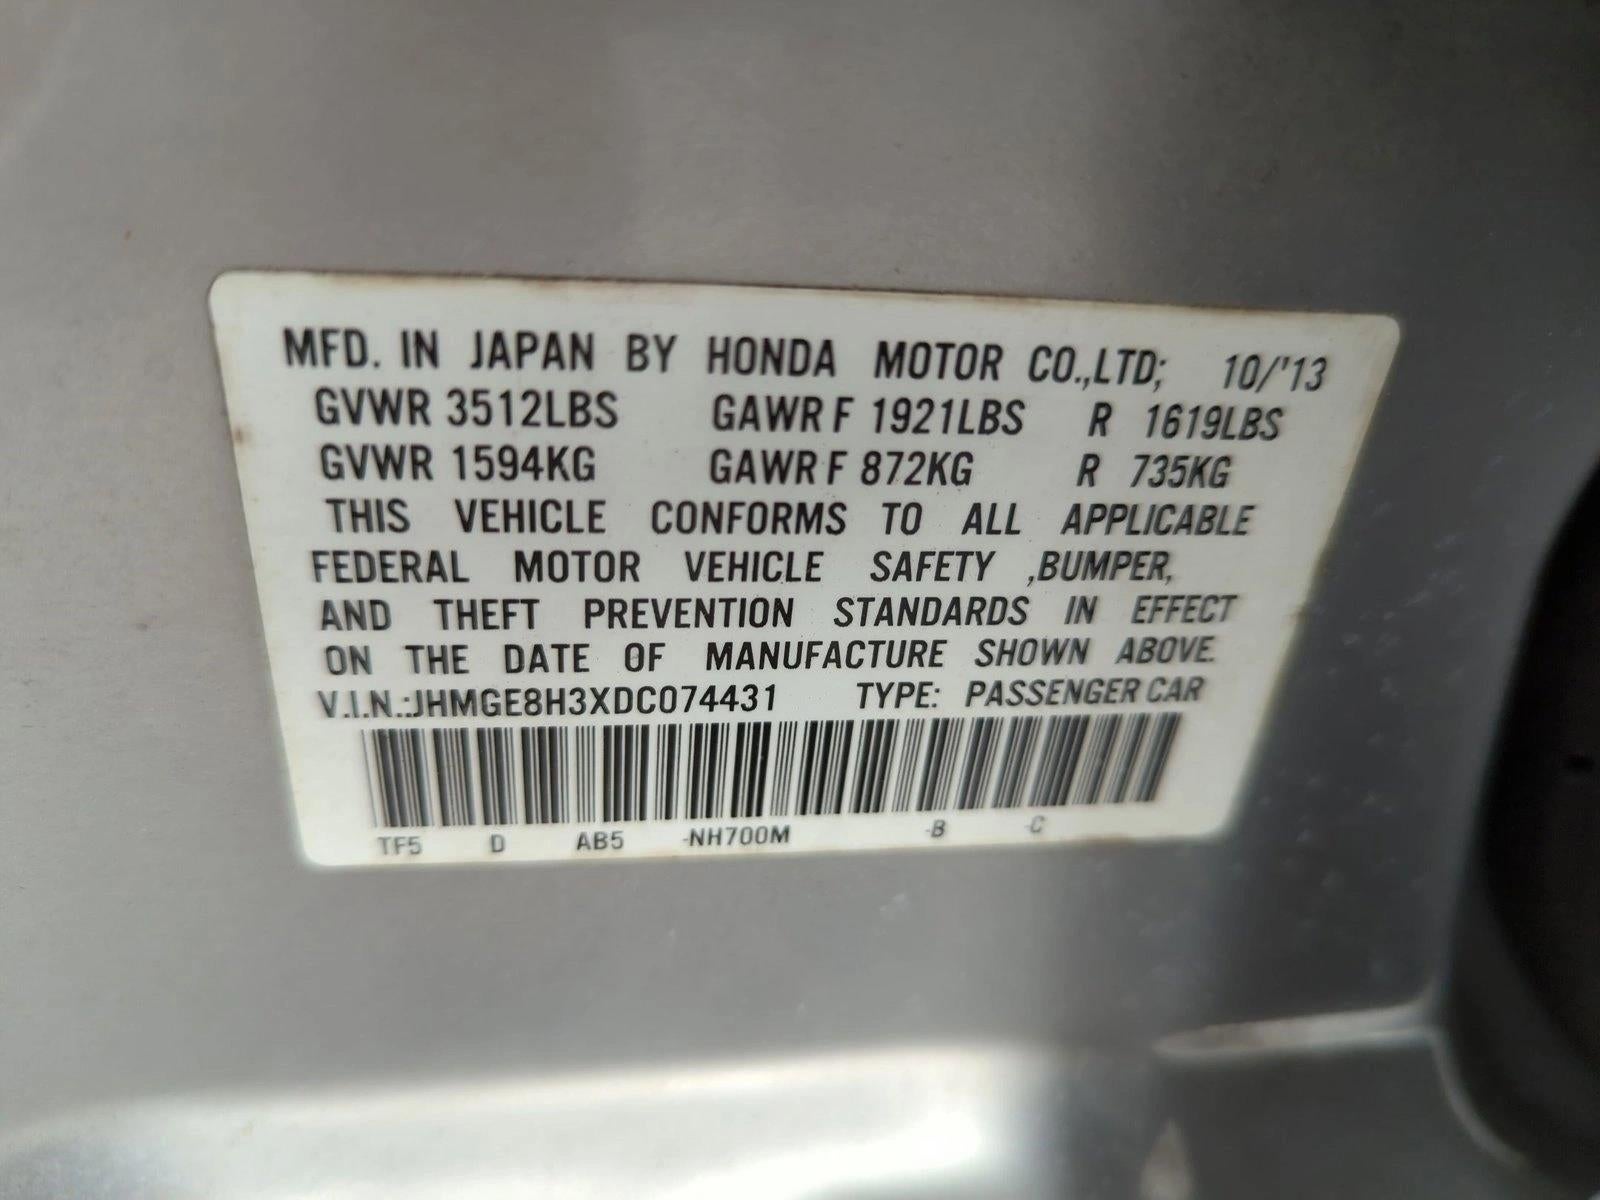 MFD. IN JAPAN BY HONDA MOTOR CO.,LTD; 10/'13
GVWR 3512LBS GAWR F 1921LBS R 1619LBS
GVWR 1594KG GAWR F 872KG R 735KG
THIS VEHICLE CONFORMS TO ALL APPLICABLE
FEDERAL MOTOR VEHICLE SAFETY ,BUMPER,
AND THEFT PREVENTION STANDARDS IN EFFECT
ON THE DATE OF MANUFACTURE SHOWN ABOVE.
V.I.N.:JHMGE8H3XDC074431 TYPE: PASSENGER CAR
TF5 D AB5 -NH700M -B -C